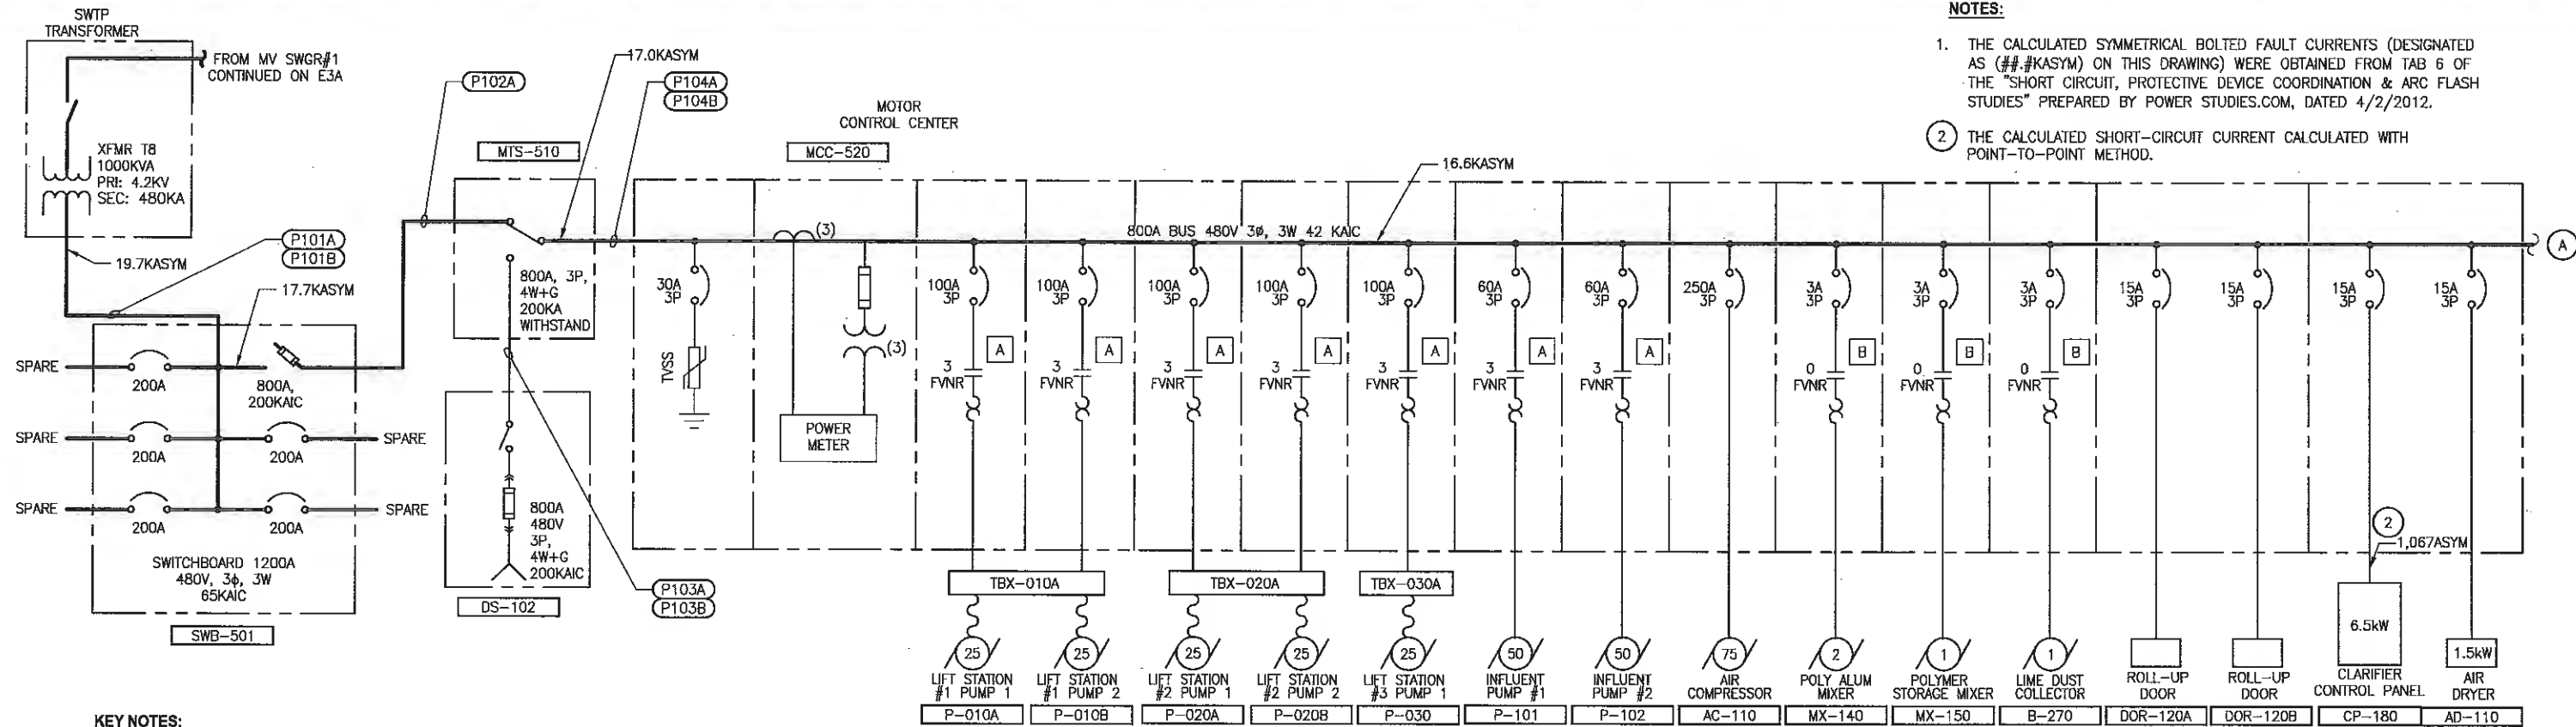 SWTP
TRANSFORMER
FROM MV SWGR#1
CONTINUED ON E3A
XFMR T8
1000KVA
PRI: 4.2KV
SEC: 480KA
19.7KASYM
P101A
P101B
17.7KASYM
SPARE
200A
800A,
200KAIC
SPARE
200A
200A
SPARE
SPARE
200A
200A
SPARE
SWITCHBOARD 1200A
480V, 3ϕ, 3W
65KAIC
SWB-501
KEY NOTES:
P102A
MTS-510
17.0KASYM
P104A
P104B
800A, 3P,
4W+G
200KA
WITHSTAND
800A
480V
3P,
4W+G
200KAIC
DS-102
P103A
P103B
MOTOR
CONTROL CENTER
MCC-520
30A
3P
TVSS
(3)
(3)
POWER
METER
800A BUS 480V 3ø, 3W 42 KAIC
16.6KASYM
A
100A
3P
A
3
FVNR
100A
3P
A
3
FVNR
100A
3P
A
3
FVNR
100A
3P
A
3
FVNR
100A
3P
A
3
FVNR
60A
3P
A
3
FVNR
60A
3P
A
3
FVNR
250A
3P
3A
3P
B
0
FVNR
3A
3P
B
0
FVNR
3A
3P
B
0
FVNR
15A
3P
15A
3P
15A
3P
15A
3P
2
1,067ASYM
TBX-010A
TBX-020A
TBX-030A
25
LIFT STATION
#1 PUMP 1
P-010A
25
LIFT STATION
#1 PUMP 2
P-010B
25
LIFT STATION
#2 PUMP 1
P-020A
25
LIFT STATION
#2 PUMP 2
P-020B
25
LIFT STATION
#3 PUMP 1
P-030
50
INFLUENT
PUMP #1
P-101
50
INFLUENT
PUMP #2
P-102
75
AIR
COMPRESSOR
AC-110
2
POLY ALUM
MIXER
MX-140
1
POLYMER
STORAGE MIXER
MX-150
1
LIME DUST
COLLECTOR
B-270
ROLL-UP
DOOR
DOR-120A
ROLL-UP
DOOR
DOR-120B
6.5kW
CLARIFIER
CONTROL PANEL
CP-180
1.5kW
AIR
DRYER
AD-110
NOTES:
1. THE CALCULATED SYMMETRICAL BOLTED FAULT CURRENTS (DESIGNATED
AS (##.#KASYM) ON THIS DRAWING) WERE OBTAINED FROM TAB 6 OF
THE "SHORT CIRCUIT, PROTECTIVE DEVICE COORDINATION & ARC FLASH
STUDIES" PREPARED BY POWER STUDIES.COM, DATED 4/2/2012.
2 THE CALCULATED SHORT-CIRCUIT CURRENT CALCULATED WITH
POINT-TO-POINT METHOD.